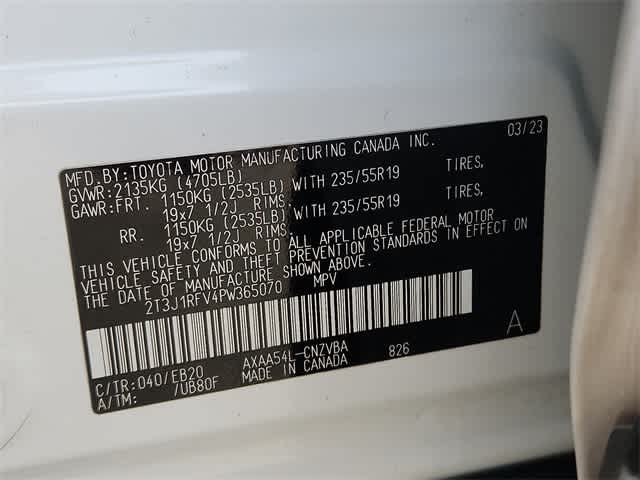 MFD.BY:TOYOTA MOTOR MANUFACTURING CANADA INC. 03/23
GVWR:2135KG (4705LB)
GAWR:FRT. 1150KG (2535LB) WITH 235/55R19 TIRES,
19x7 1/2J RIMS,
RR. 1150KG (2535LB) WITH 235/55R19 TIRES,
19x7 1/2J RIMS.
THIS VEHICLE CONFORMS TO ALL APPLICABLE FEDERAL MOTOR
VEHICLE SAFETY AND THEFT PREVENTION STANDARDS IN EFFECT ON
THE DATE OF MANUFACTURE SHOWN ABOVE.
2T3J1RFV4PW365070 MPV
A
C/TR:040/EB20 AXAA54L-CNZVBA 826
A/TM: /UB80F MADE IN CANADA